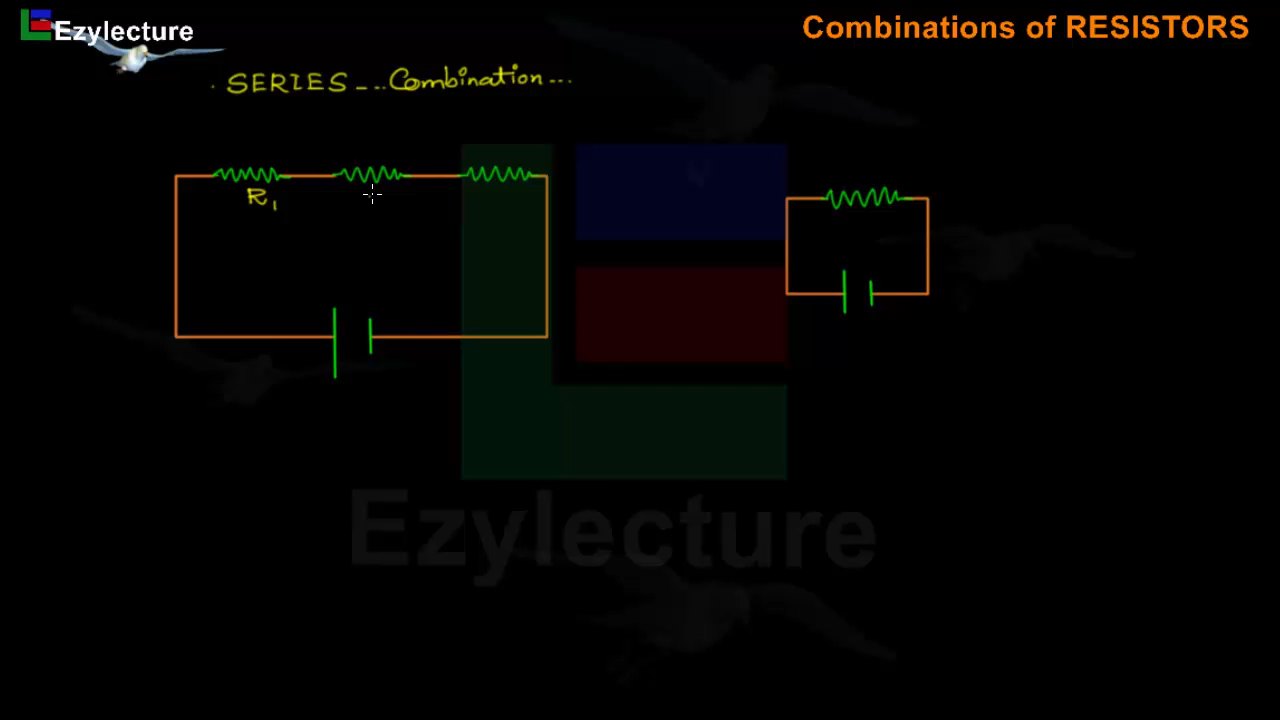 Ezylecture
Combinations of RESISTORS
SERIES ... Combination ...
R1
Ezylecture